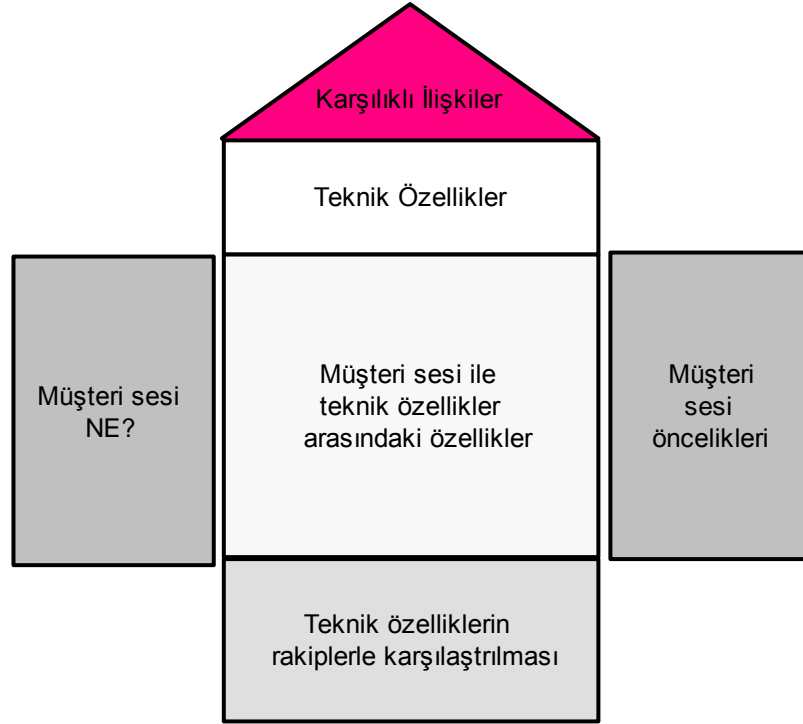 Karşılıklı İlişkiler
Teknik Özellikler
Müşteri sesi
NE?
Müşteri sesi ile
teknik özellikler
arasındaki özellikler
Müşteri
sesi
öncelikleri
Teknik özelliklerin
rakiplerle karşılaştrılması